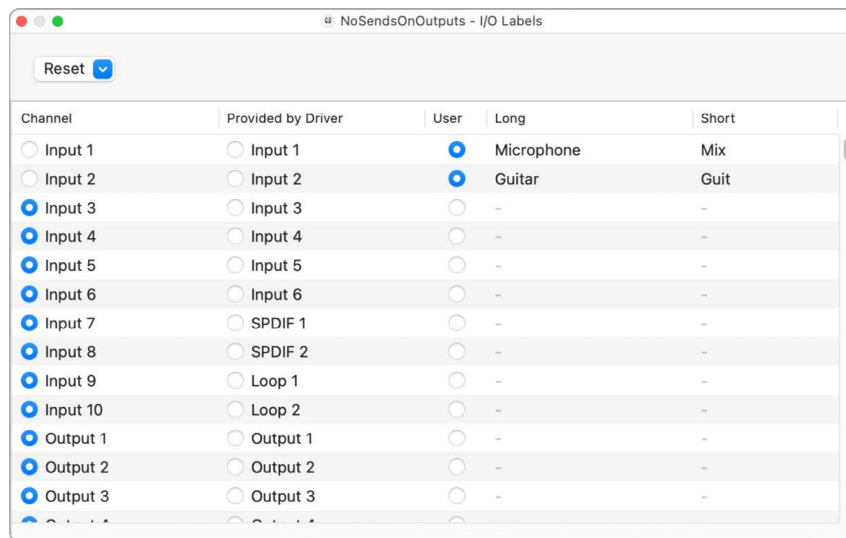 NoSendsOnOutputs - I/O Labels
Reset
Channel Provided by Driver User Long Short
Input 1 Input 1 Microphone Mix
Input 2 Input 2 Guitar Guit
Input 3 Input 3 - -
Input 4 Input 4 - -
Input 5 Input 5 - -
Input 6 Input 6 - -
Input 7 SPDIF 1 - -
Input 8 SPDIF 2 - -
Input 9 Loop 1 - -
Input 10 Loop 2 - -
Output 1 Output 1 - -
Output 2 Output 2 - -
Output 3 Output 3 - -